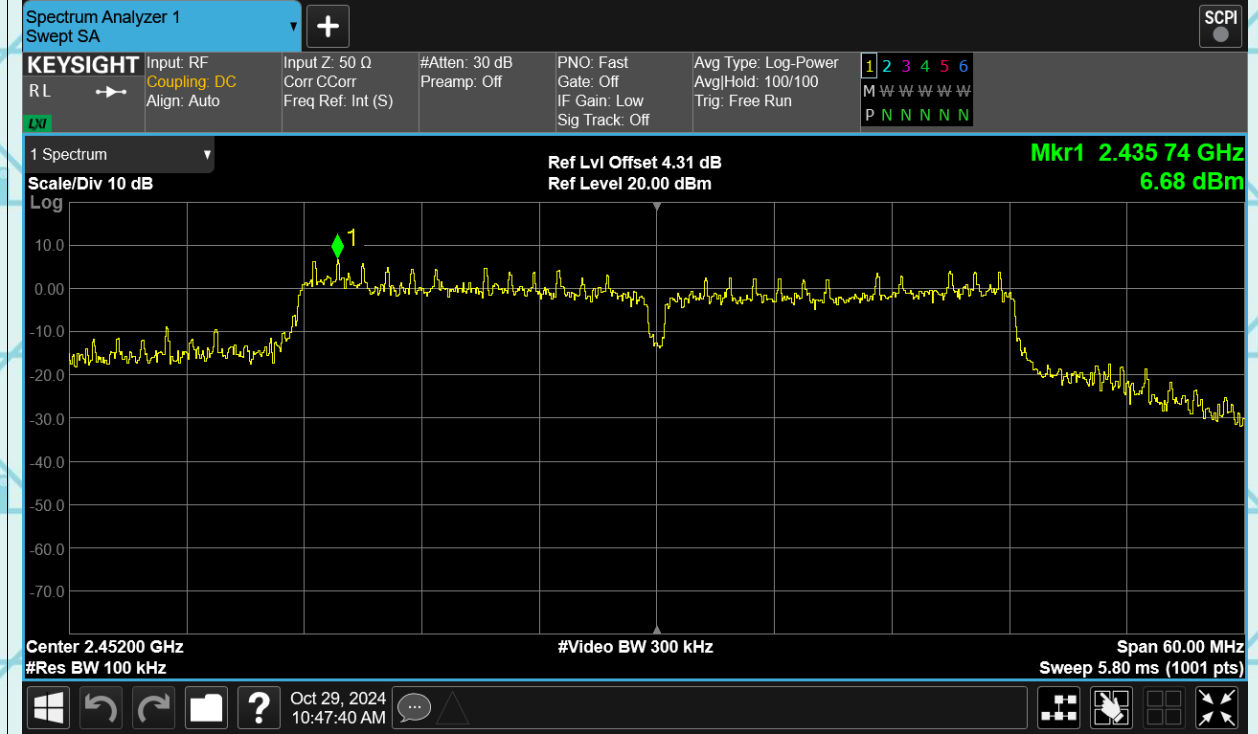 Spectrum Analyzer 1
Swept SA
+
SCPI
KEYSIGHT
R L
LXI
Input: RF
Coupling: DC
Align: Auto
Input Z: 50 Ω
Corr CCorr
Freq Ref: Int (S)
#Atten: 30 dB
Preamp: Off
PNO: Fast
Gate: Off
IF Gain: Low
Sig Track: Off
Avg Type: Log-Power
Avg|Hold: 100/100
Trig: Free Run
1 2 3 4 5 6
M W W W W W
P N N N N N
1 Spectrum
Scale/Div 10 dB
Log
Ref Lvl Offset 4.31 dB
Ref Level 20.00 dBm
Mkr1 2.435 74 GHz
6.68 dBm
1
10.0
0.00
-10.0
-20.0
-30.0
-40.0
-50.0
-60.0
-70.0
Center 2.45200 GHz
#Res BW 100 kHz
#Video BW 300 kHz
Span 60.00 MHz
Sweep 5.80 ms (1001 pts)
?
Oct 29, 2024
10:47:40 AM